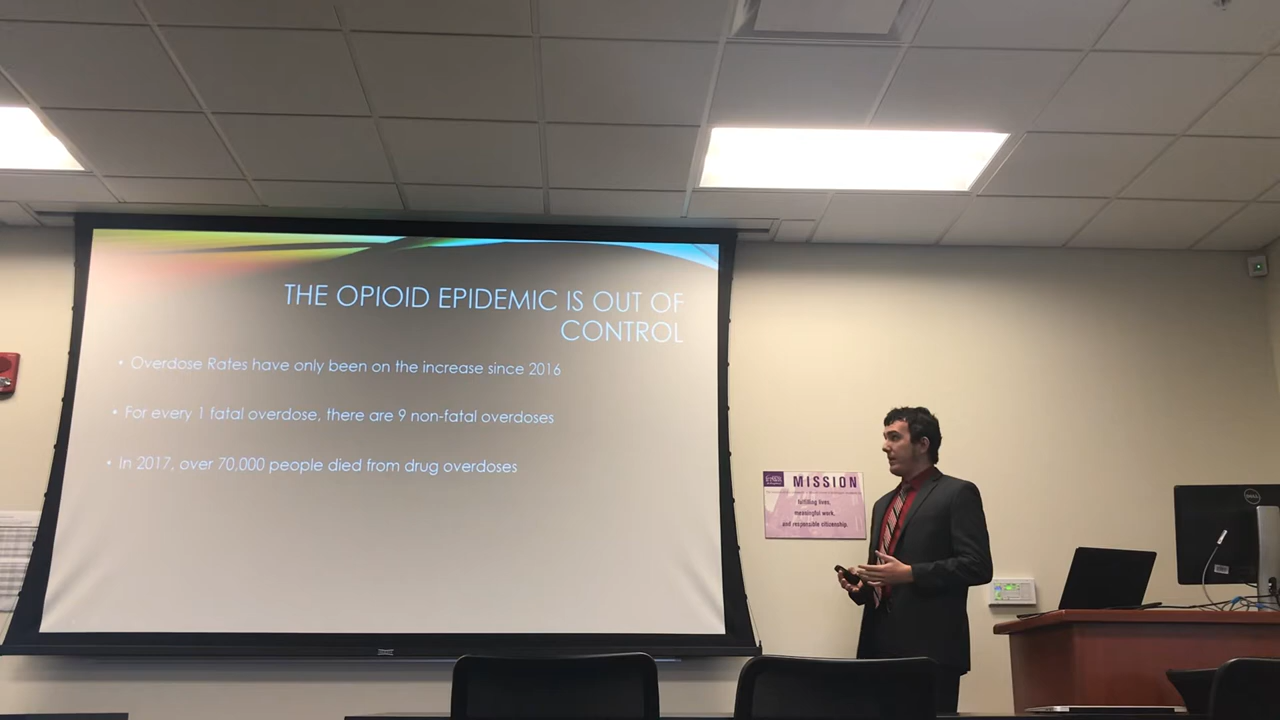 THE OPIOID EPIDEMIC IS OUT OF
CONTROL
• Overdose Rates have only been on the increase since 2016
• For every 1 fatal overdose, there are 9 non-fatal overdoses
• In 2017, over 70,000 people died from drug overdoses
MISSION
fulfilling lives,
meaningful work,
and responsible citizenship.
DELL